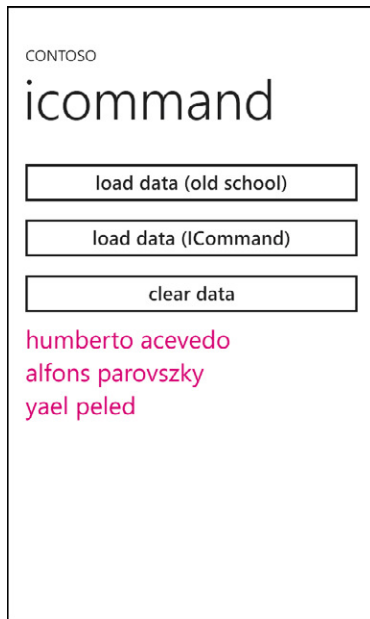 CONTOSO
icommand
load data (old school)
load data (ICommand)
clear data
humberto acevedo
alfons parovszky
yael peled